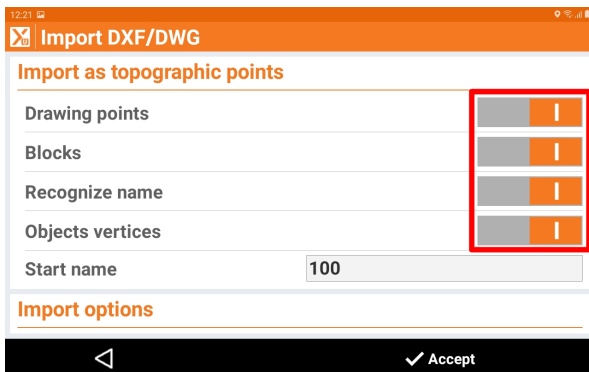 12:21
Import DXF/DWG
Import as topographic points
Drawing points
Blocks
Recognize name
Objects vertices
Start name 100
Import options
Accept